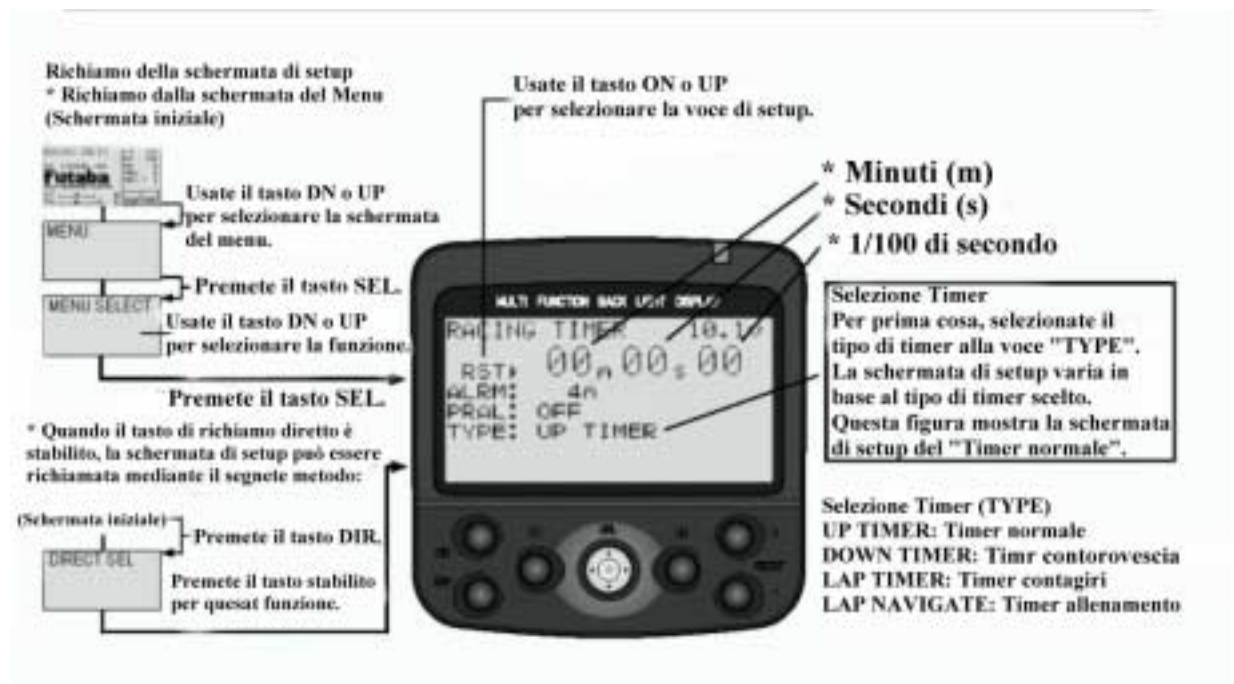 Richiamo della schermata di setup
* Richiamo dalla schermata del Menu
(Schermata iniziale)
Futaba
Usate il tasto DN o UP
per selezionare la schermata
del menu.
MENU
Premete il tasto SEL.
MENU SELECT
Usate il tasto DN o UP
per selezionare la funzione.
Premete il tasto SEL.
* Quando il tasto di richiamo diretto è
stabilito, la schermata di setup può essere
richiamata mediante il segnete metodo:
(Schermata iniziale)
Premete il tasto DIR.
DIRECT SEL
Premete il tasto stabilito
per quesat funzione.
Usate il tasto ON o UP
per selezionare la voce di setup.
* Minuti (m)
* Secondi (s)
* 1/100 di secondo
MULTI FUNCTION BACK LIGHT DISPLAY
RACING TIMER
RST
00m00s00
ALRM: 4m
PRAL: OFF
TYPE: UP TIMER
Selezione Timer
Per prima cosa, selezionate il
tipo di timer alla voce "TYPE".
La schermata di setup varia in
base al tipo di timer scelto.
Questa figura mostra la schermata
di setup del "Timer normale".
Selezione Timer (TYPE)
UP TIMER: Timer normale
DOWN TIMER: Timr contorovescia
LAP TIMER: Timer contagiri
LAP NAVIGATE: Timer allenamento